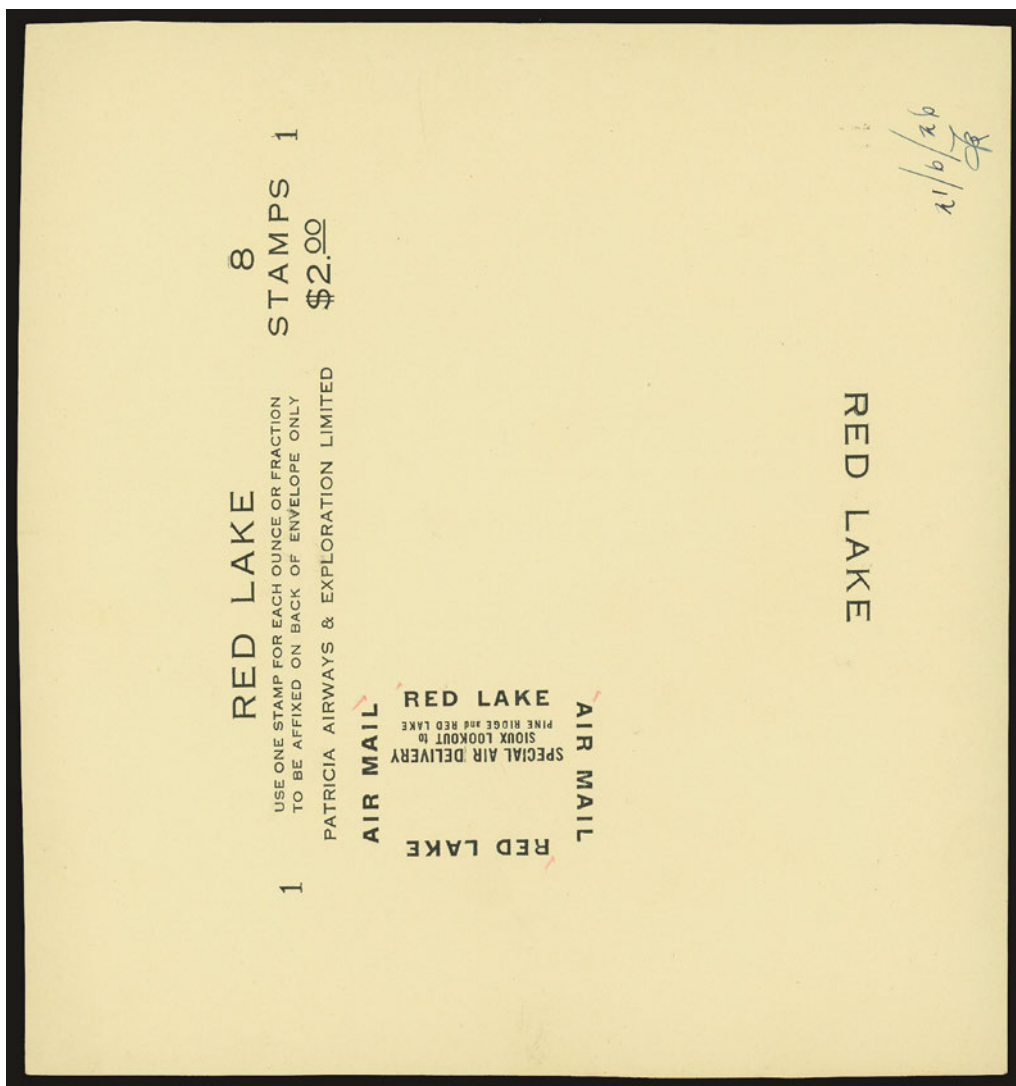 RED LAKE 8
USE ONE STAMP FOR EACH OUNCE OR FRACTION
TO BE AFFIXED ON BACK OF ENVELOPE ONLY
1 STAMPS 1
$2.00
PATRICIA AIRWAYS & EXPLORATION LIMITED
AIR MAIL
RED LAKE
SPECIAL AIR DELIVERY
SIOUX LOOKOUT to
PINE RIDGE and RED LAKE
RED LAKE
AIR MAIL
RED LAKE